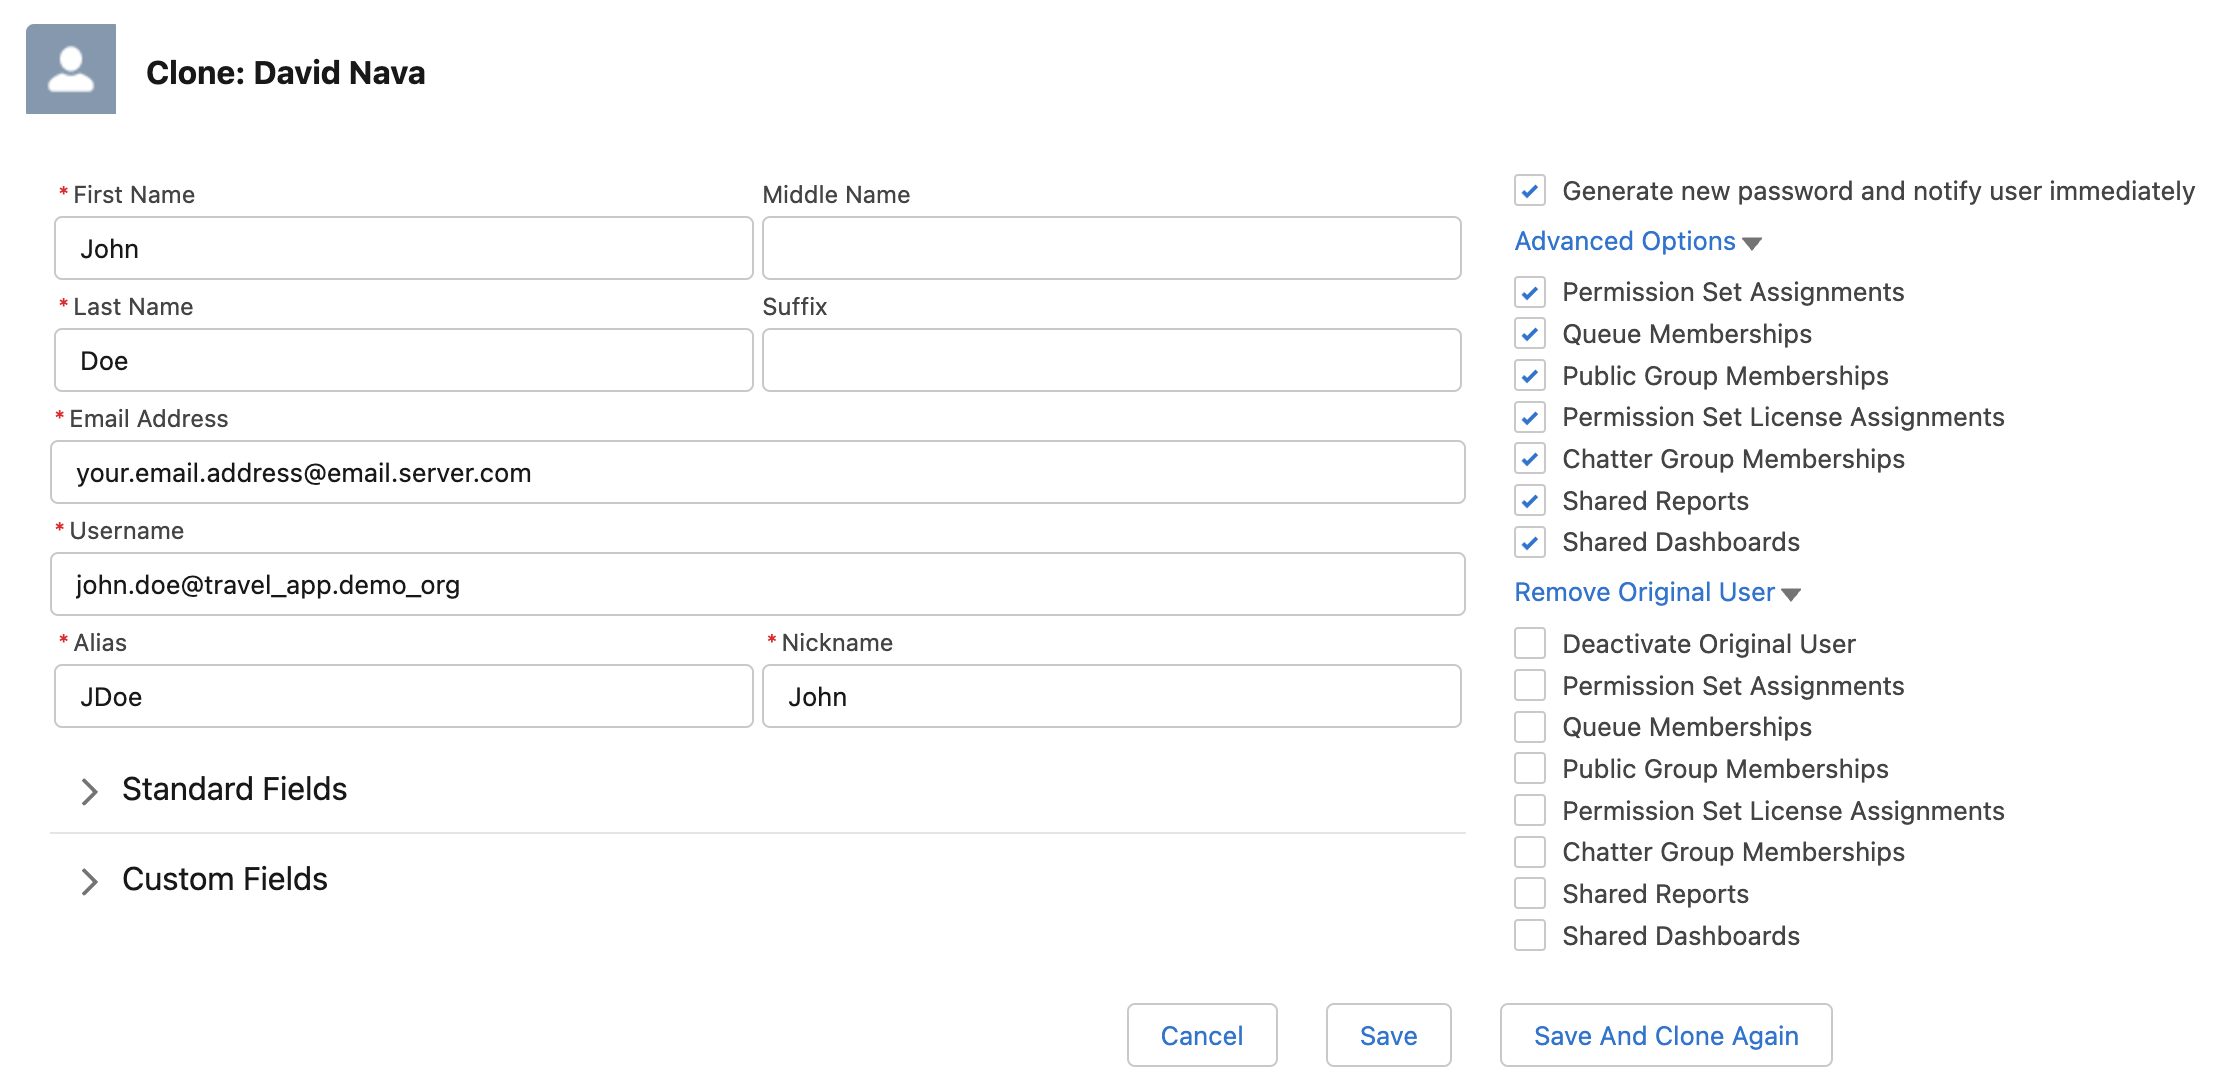 Clone: David Nava
* First Name
Middle Name
John
* Last Name
Suffix
Doe
* Email Address
your.email.address@email.server.com
* Username
john.doe@travel_app.demo_org
* Alias
* Nickname
JDoe
John
Standard Fields
Custom Fields
Generate new password and notify user immediately
Advanced Options
Permission Set Assignments
Queue Memberships
Public Group Memberships
Permission Set License Assignments
Chatter Group Memberships
Shared Reports
Shared Dashboards
Remove Original User
Deactivate Original User
Permission Set Assignments
Queue Memberships
Public Group Memberships
Permission Set License Assignments
Chatter Group Memberships
Shared Reports
Shared Dashboards
Cancel
Save
Save And Clone Again